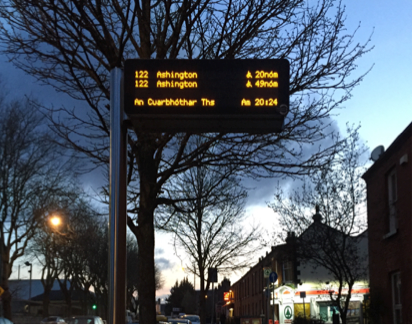 122 Ashington 20nóm
122 Ashington 49nóm
An Cuarbhóthar Ths Am 20:24